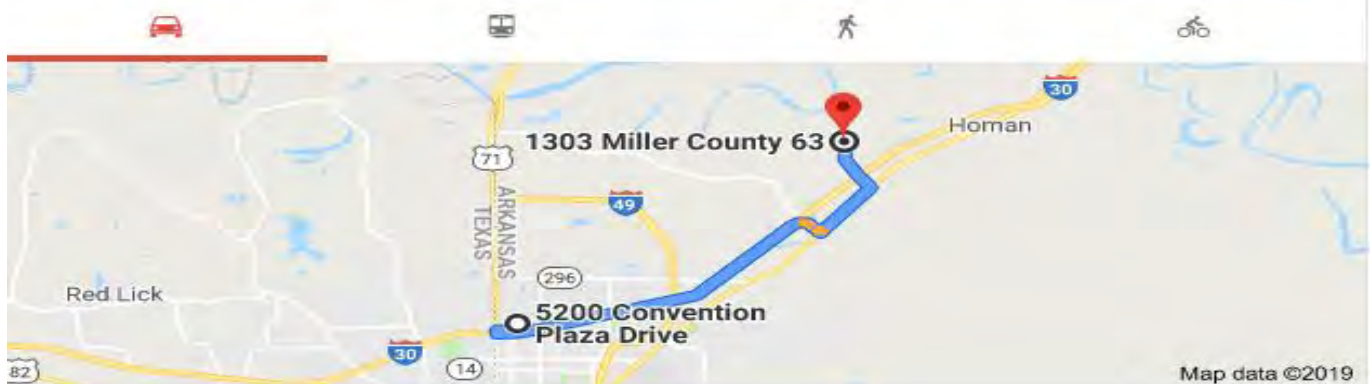 30
Homan
1303 Miller County 63
71
ARKANSAS
TEXAS
49
296
Red Lick
5200 Convention
Plaza Drive
30
14
82
Map data ©2019